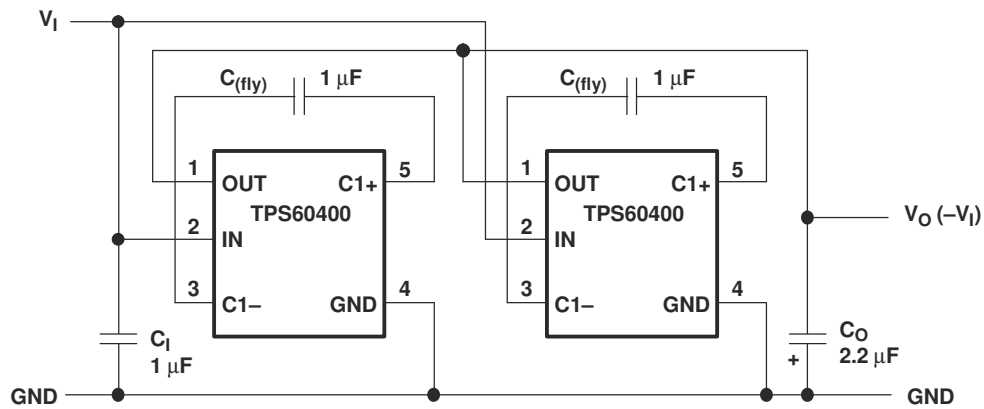 V_I
C_(fly) 1 μF
C_(fly) 1 μF
1 OUT C1+ 5
TPS60400
2 IN
3 C1– GND 4
1 OUT C1+ 5
TPS60400
2 IN
3 C1– GND 4
V_O (–V_I)
C_I
1 μF
C_O
+ 2.2 μF
GND
GND